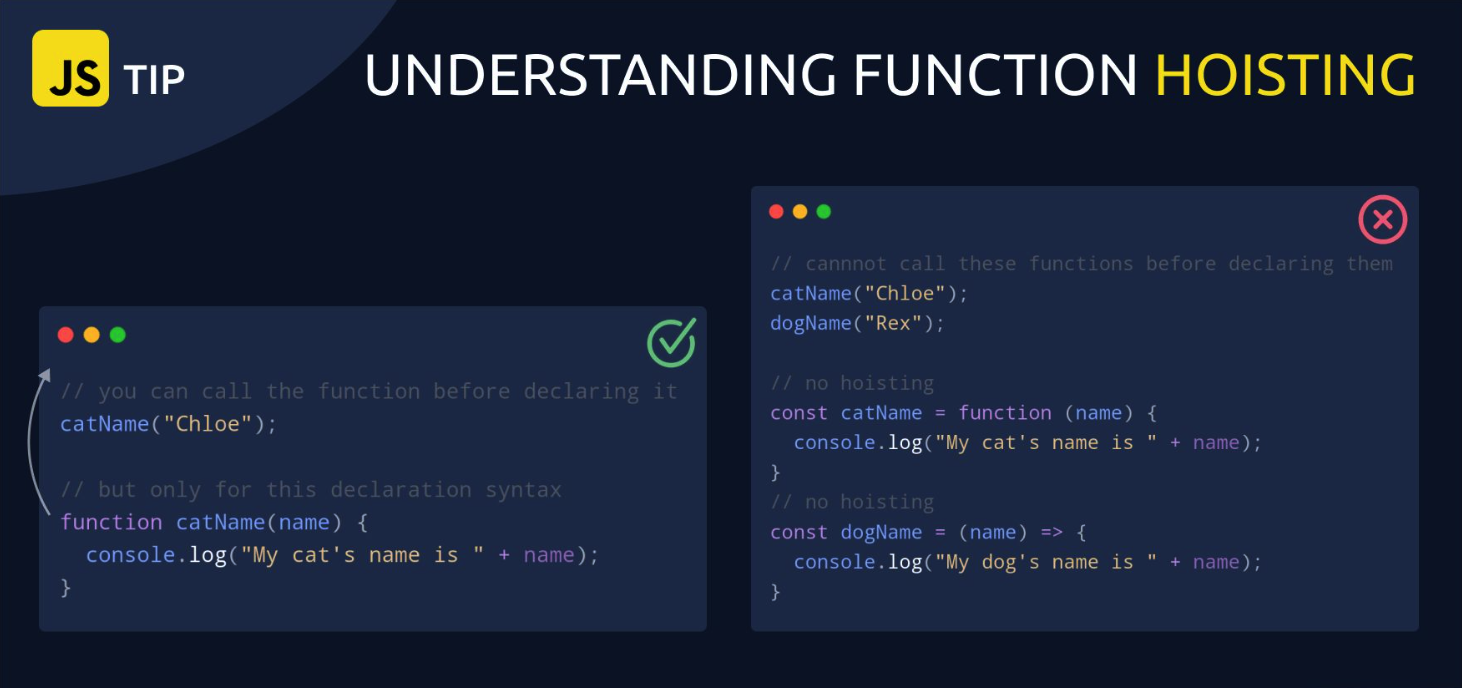 JS TIP
UNDERSTANDING FUNCTION HOISTING
// you can call the function before declaring it
catName("Chloe");
// but only for this declaration syntax
function catName(name) {
  console.log("My cat's name is " + name);
}
// cannnot call these functions before declaring them
catName("Chloe");
dogName("Rex");
// no hoisting
const catName = function (name) {
  console.log("My cat's name is " + name);
}
// no hoisting
const dogName = (name) => {
  console.log("My dog's name is " + name);
}